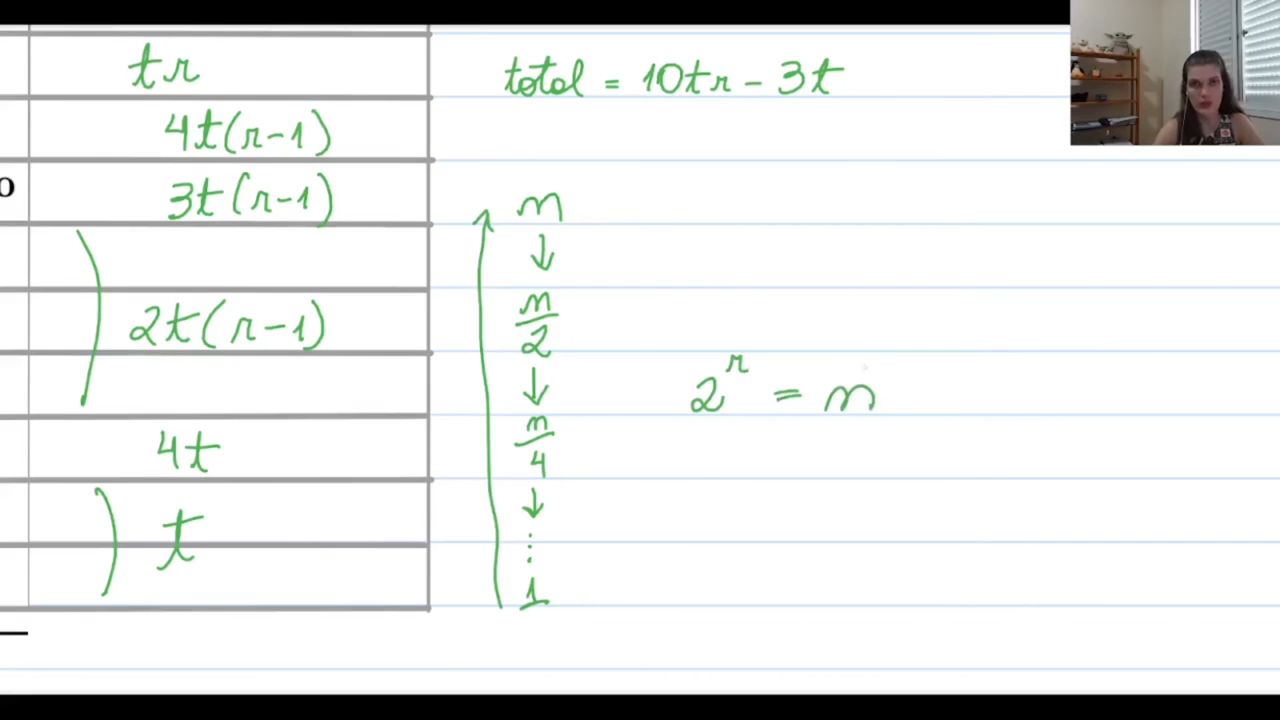 tr
4t(r-1)
o
3t(r-1)
2t(r-1)
4t
t
total = 10tr - 3t
n
↓
n/2
↓
n/4
↓
⋮
1
2^r = n